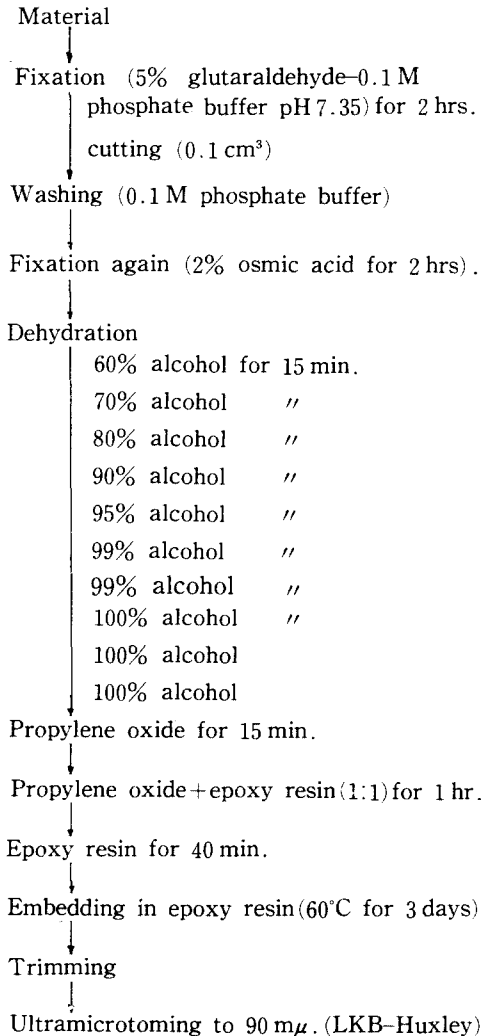 Material
Fixation (5% glutaraldehyde–0.1 M
phosphate buffer pH 7.35) for 2 hrs.
cutting (0.1 cm³)
Washing (0.1 M phosphate buffer)
Fixation again (2% osmic acid for 2 hrs).
Dehydration
60% alcohol for 15 min.
70% alcohol 〃
80% alcohol 〃
90% alcohol 〃
95% alcohol 〃
99% alcohol 〃
99% alcohol 〃
100% alcohol 〃
100% alcohol
100% alcohol
Propylene oxide for 15 min.
Propylene oxide+epoxy resin (1:1) for 1 hr.
Epoxy resin for 40 min.
Embedding in epoxy resin (60℃ for 3 days)
Trimming
Ultramicrotoming to 90 mμ. (LKB–Huxley)